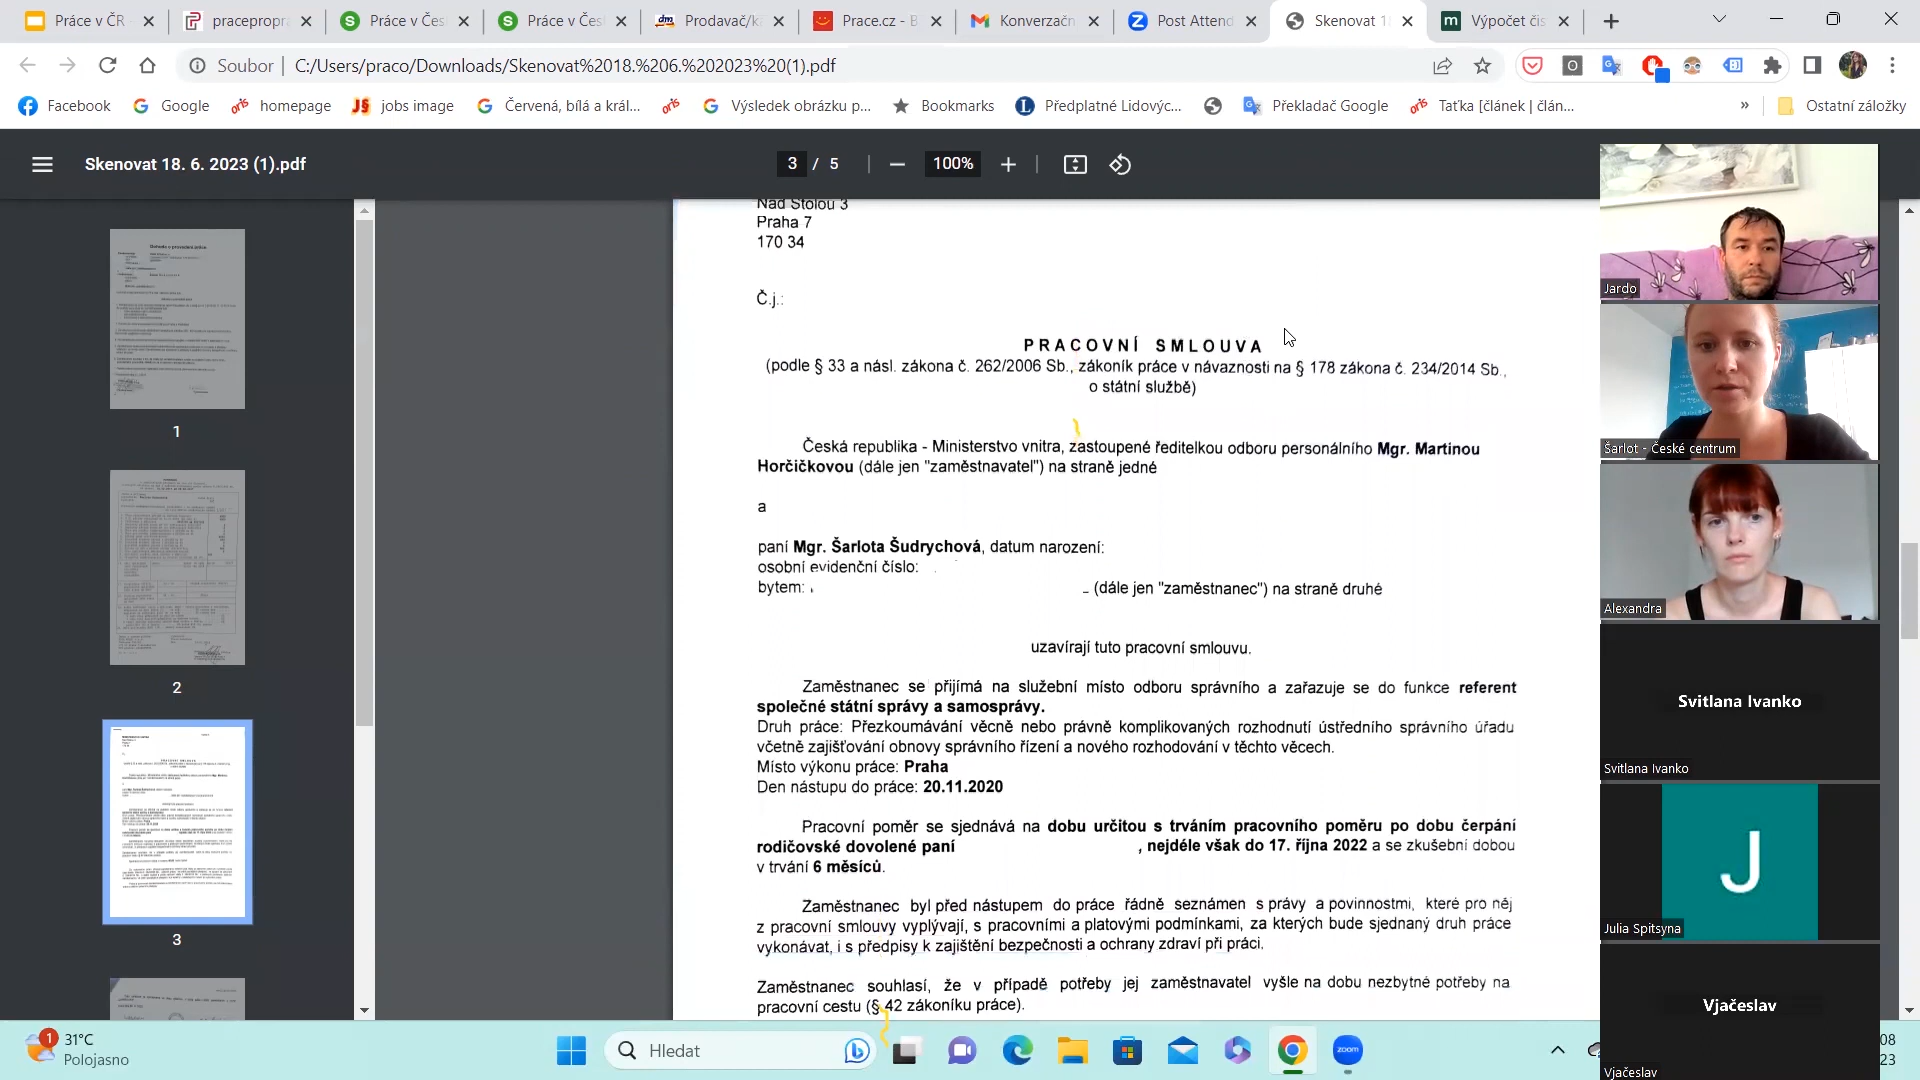 Práce v ČR -
praceproprá
Práce v Čes
Práce v Česk
Prodavač/ka
Prace.cz - B
Konverzačn
Post Attend
Skenovat 18
Výpočet čis
Soubor
C:/Users/praco/Downloads/Skenovat%2018.%206.%202023%20(1).pdf
Facebook
Google
homepage
jobs image
Červená, bílá a král...
Výsledek obrázku p...
Bookmarks
Předplatné Lidovýc...
Překladač Google
Taťka [článek | člán...
»
Ostatní záložky
Skenovat 18. 6. 2023 (1).pdf
3 / 5
100%
1
2
3
Nad Štolou 3
Praha 7
170 34
Č.j.:
PRACOVNÍ SMLOUVA
(podle § 33 a násl. zákona č. 262/2006 Sb., zákoník práce v návaznosti na § 178 zákona č. 234/2014 Sb.,
o státní službě)
Česká republika - Ministerstvo vnitra, zastoupené ředitelkou odboru personálního Mgr. Martinou
Horčičkovou (dále jen "zaměstnavatel") na straně jedné
a
paní Mgr. Šarlota Šudrychová, datum narození:
osobní evidenční číslo:
bytem:
(dále jen "zaměstnanec") na straně druhé
uzavírají tuto pracovní smlouvu.
Zaměstnanec se přijímá na služební místo odboru správního a zařazuje se do funkce referent
společné státní správy a samosprávy.
Druh práce: Přezkoumávání věcně nebo právně komplikovaných rozhodnutí ústředního správního úřadu
včetně zajišťování obnovy správního řízení a nového rozhodování v těchto věcech.
Místo výkonu práce: Praha
Den nástupu do práce: 20.11.2020
Pracovní poměr se sjednává na dobu určitou s trváním pracovního poměru po dobu čerpání
rodičovské dovolené paní , nejdéle však do 17. října 2022 a se zkušební dobou
v trvání 6 měsíců.
Zaměstnanec byl před nástupem do práce řádně seznámen s právy a povinnostmi, které pro něj
z pracovní smlouvy vyplývají, s pracovními a platovými podmínkami, za kterých bude sjednaný druh práce
vykonávat, i s předpisy k zajištění bezpečnosti a ochrany zdraví při práci.
Zaměstnanec souhlasí, že v případě potřeby jej zaměstnavatel vyšle na dobu nezbytné potřeby na
pracovní cestu (§ 42 zákoníku práce).
Jardo
Šarlot - České centrum
Alexandra
Svitlana Ivanko
Svitlana Ivanko
J
Julia Spitsyna
Vjačeslav
Vjačeslav
1
31°C
Polojasno
Hledat
zoom
08
23